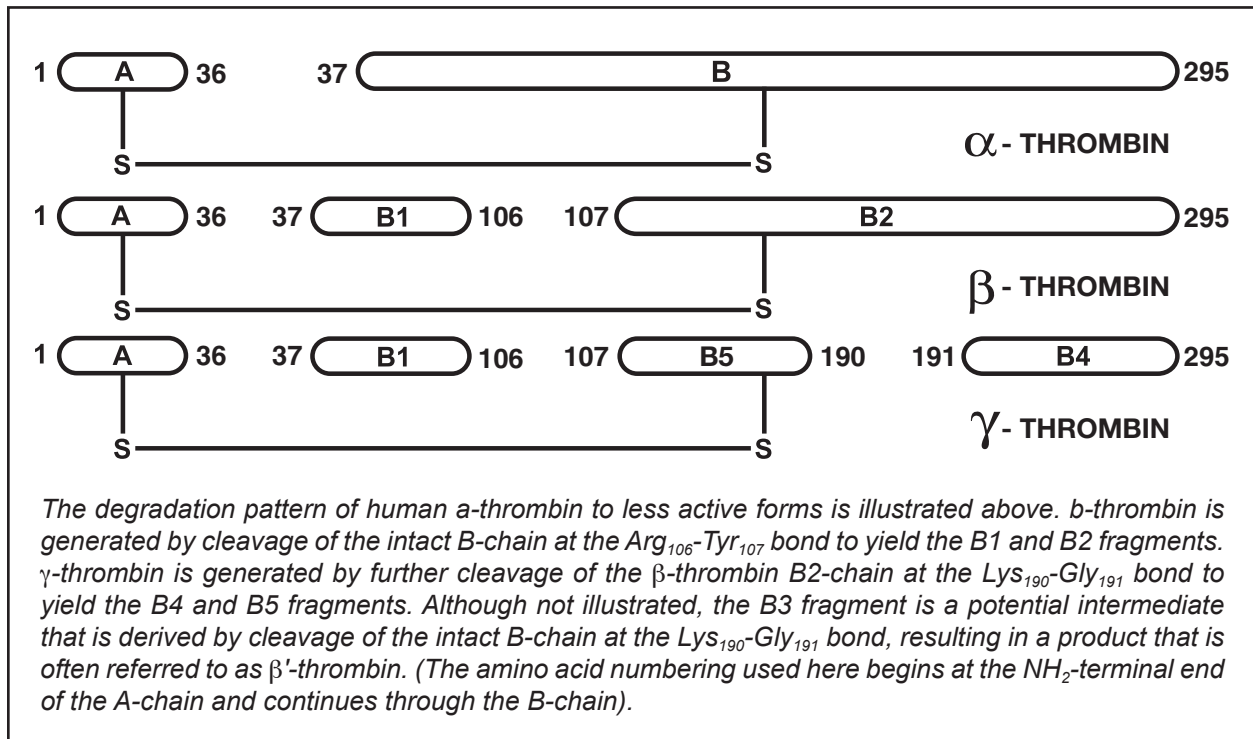 1 A 36 37 B 295
S S
α - THROMBIN
1 A 36 37 B1 106 107 B2 295
S S
β - THROMBIN
1 A 36 37 B1 106 107 B5 190 191 B4 295
S S
γ - THROMBIN
The degradation pattern of human a-thrombin to less active forms is illustrated above. b-thrombin is
generated by cleavage of the intact B-chain at the Arg₁₀₆-Tyr₁₀₇ bond to yield the B1 and B2 fragments.
γ-thrombin is generated by further cleavage of the β-thrombin B2-chain at the Lys₁₉₀-Gly₁₉₁ bond to
yield the B4 and B5 fragments. Although not illustrated, the B3 fragment is a potential intermediate
that is derived by cleavage of the intact B-chain at the Lys₁₉₀-Gly₁₉₁ bond, resulting in a product that is
often referred to as β'-thrombin. (The amino acid numbering used here begins at the NH₂-terminal end
of the A-chain and continues through the B-chain).